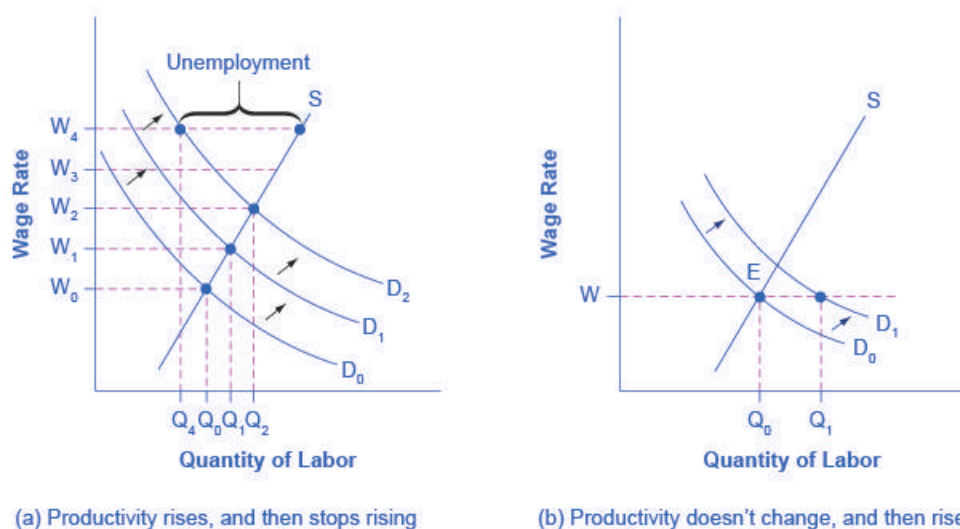 Unemployment
S
W4
W3
W2
W1
W0
D2
D1
D0
Q4 Q0 Q1 Q2
Wage Rate
Quantity of Labor
(a) Productivity rises, and then stops rising
S
E
W
D1
D0
Q0 Q1
Wage Rate
Quantity of Labor
(b) Productivity doesn't change, and then rise